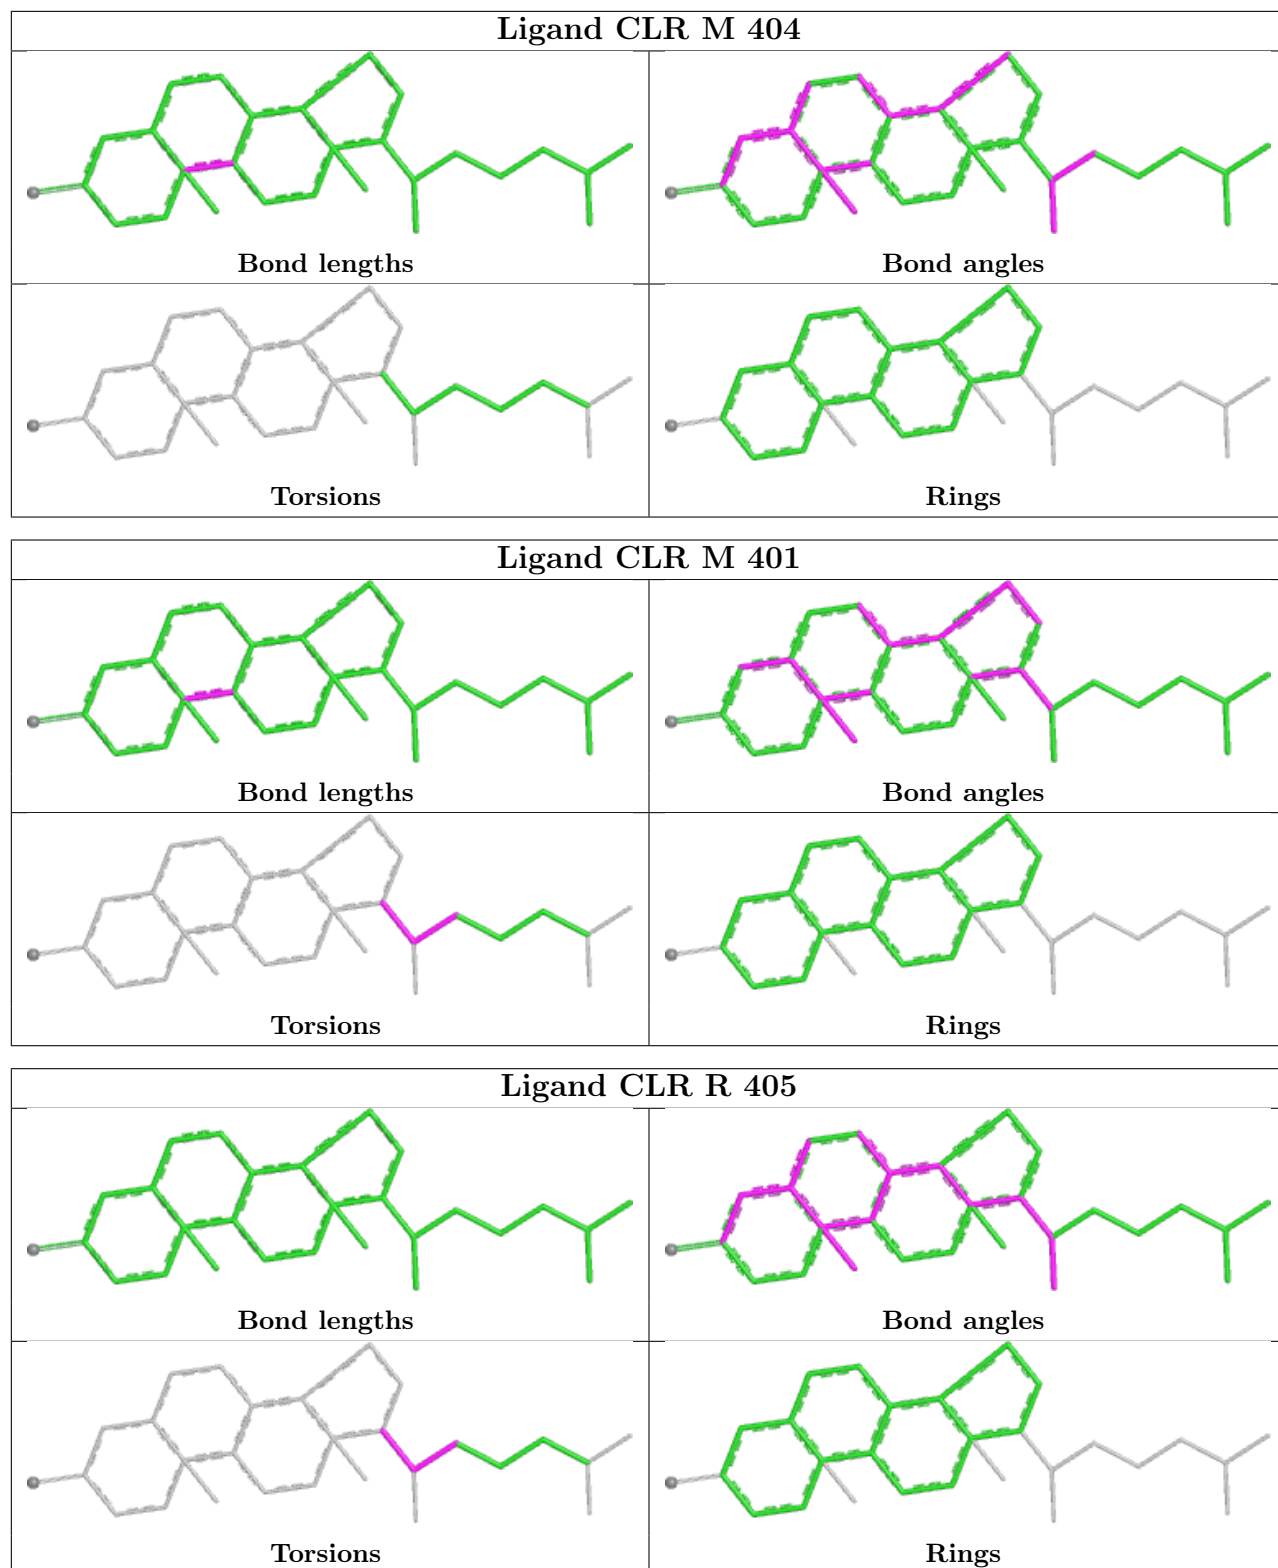 Ligand CLR M 404
Bond lengths
Bond angles
Torsions
Rings
Ligand CLR M 401
Bond lengths
Bond angles
Torsions
Rings
Ligand CLR R 405
Bond lengths
Bond angles
Torsions
Rings